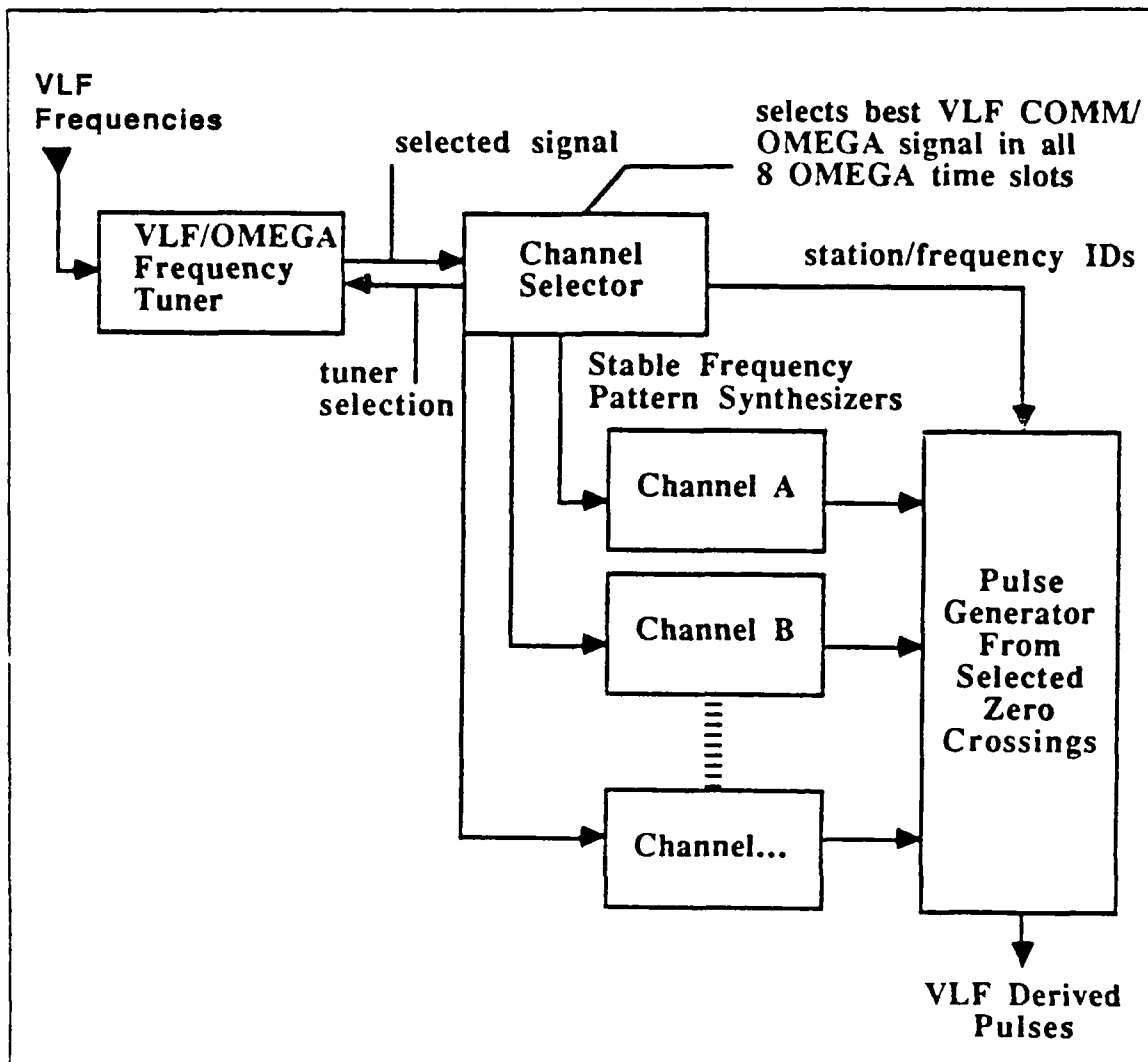 VLF
Frequencies
selected signal
selects best VLF COMM/
OMEGA signal in all
8 OMEGA time slots
VLF/OMEGA
Frequency
Tuner
Channel
Selector
station/frequency IDs
tuner
selection
Stable Frequency
Pattern Synthesizers
Channel A
Channel B
Channel...
Pulse
Generator
From
Selected
Zero
Crossings
VLF Derived
Pulses